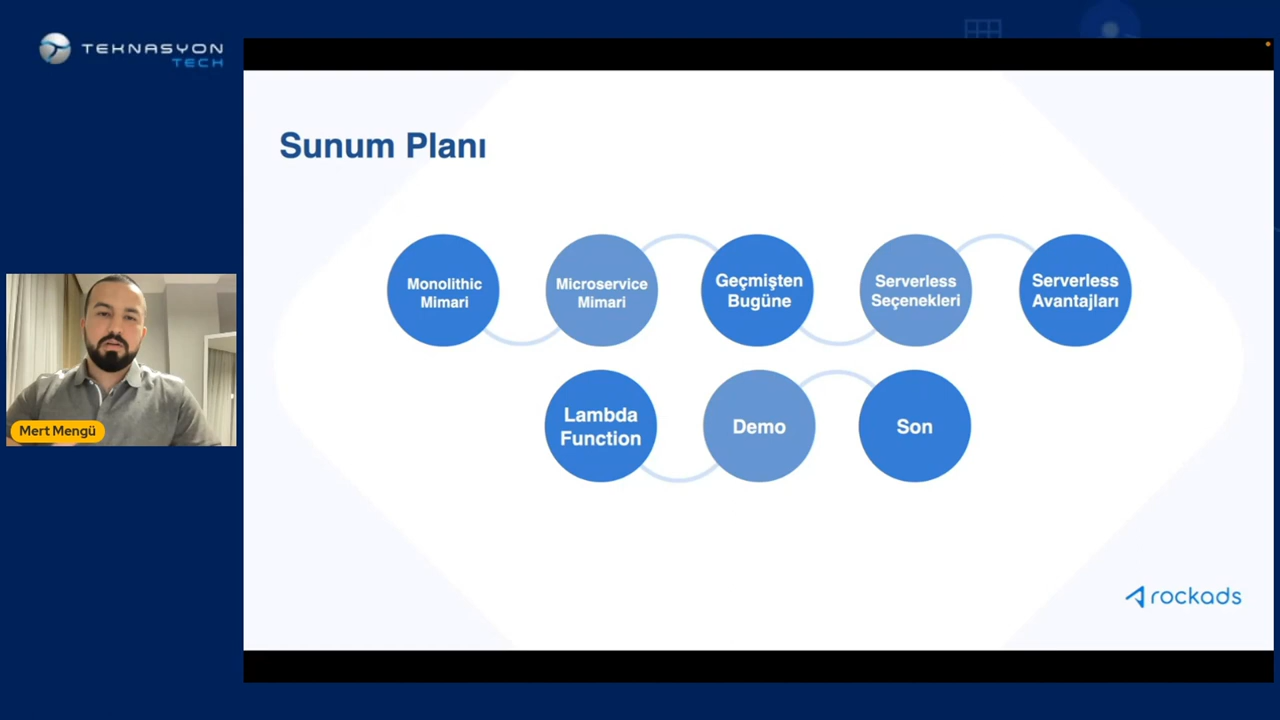 TEKNASYON
TECH
Sunum Planı
Monolithic
Mimari
Microservice
Mimari
Geçmişten
Bugüne
Serverless
Seçenekleri
Serverless
Avantajları
Lambda
Function
Demo
Son
Mert Mengü
rockads